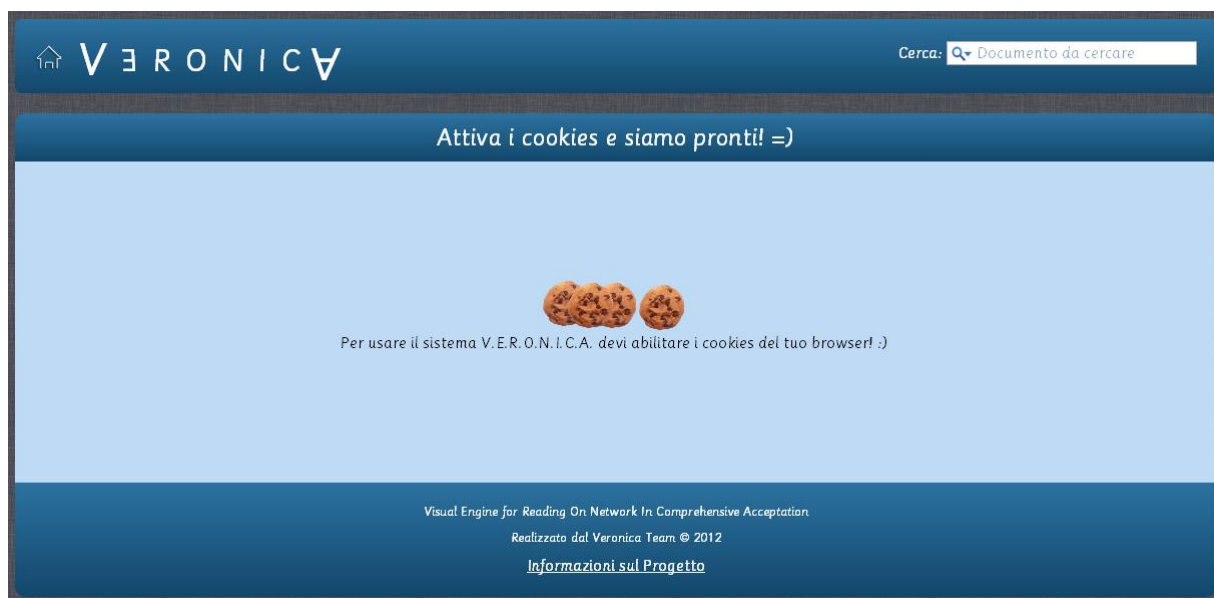 VƎRONIC∀
Cerca: Documento da cercare
Attiva i cookies e siamo pronti! =)
Per usare il sistema V.E.R.O.N.I.C.A. devi abilitare i cookies del tuo browser! :)
Visual Engine for Reading On Network In Comprehensive Acceptation
Realizzato dal Veronica Team © 2012
Informazioni sul Progetto